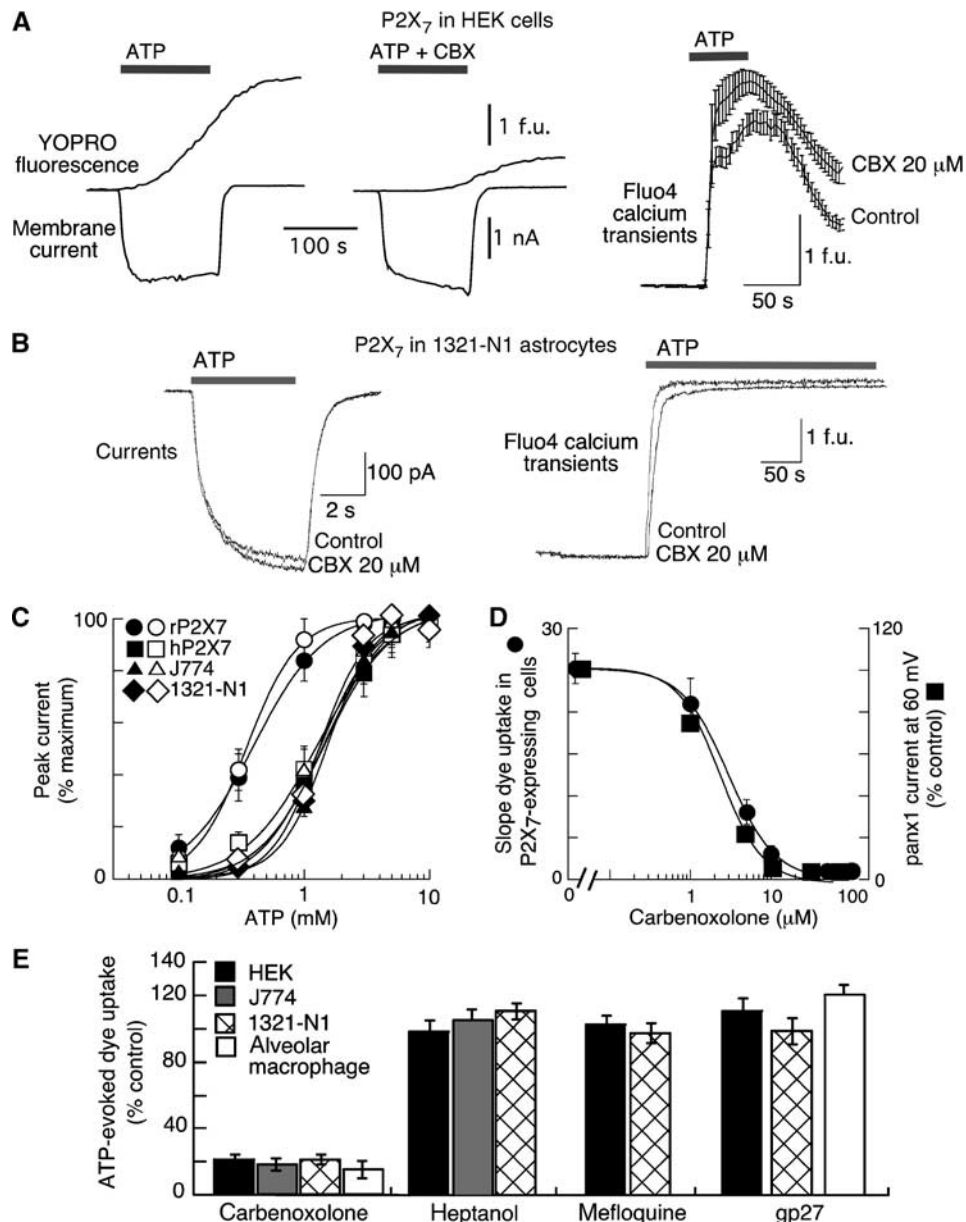 A
P2X7 in HEK cells
ATP
ATP + CBX
ATP
YOPRO
fluorescence
1 f.u.
Membrane
current
100 s
1 nA
Fluo4
calcium
transients
CBX 20 µM
Control
1 f.u.
50 s
B
P2X7 in 1321-N1 astrocytes
ATP
ATP
Currents
100 pA
2 s
Control
CBX 20 µM
Fluo4 calcium
transients
1 f.u.
50 s
Control
CBX 20 µM
C
Peak current
(% maximum)
100
0
rP2X7
hP2X7
J774
1321-N1
0.1
1
10
ATP (mM)
D
Slope dye uptake in
P2X7-expressing cells
30
0
120
0
panx1 current at 60 mV
(% control)
0
1
10
100
Carbenoxolone (µM)
E
ATP-evoked dye uptake
(% control)
140
120
80
40
0
HEK
J774
1321-N1
Alveolar
macrophage
Carbenoxolone
Heptanol
Mefloquine
gp27